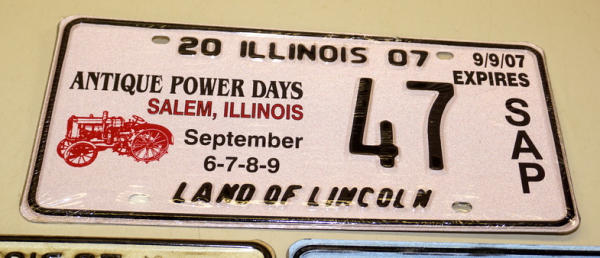 20 ILLINOIS 07
9/9/07
EXPIRES
ANTIQUE POWER DAYS
SALEM, ILLINOIS
September
6-7-8-9
47
SAP
LAND OF LINCOLN